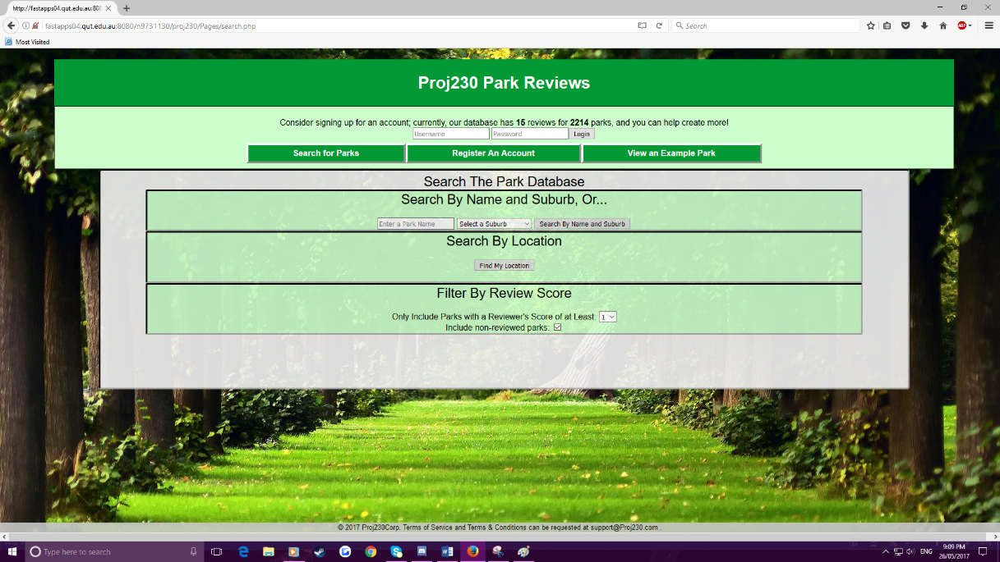 http://fastapps04.qut.edu.au:808
fastapps04.qut.edu.au:8080/n9731130/proj230/Pages/search.php
Search
ABP
Most Visited
Proj230 Park Reviews
Consider signing up for an account; currently, our database has 15 reviews for 2214 parks, and you can help create more!
Username Password Login
Search for Parks Register An Account View an Example Park
Search The Park Database
Search By Name and Suburb, Or...
Enter a Park Name Select a Suburb Search By Name and Suburb
Search By Location
Find My Location
Filter By Review Score
Only Include Parks with a Reviewer's Score of at Least: 1
Include non-reviewed parks:
© 2017 Proj230Corp. Terms of Service and Terms & Conditions can be requested at support@Proj230.com .
Type here to search
ENG
9:09 PM
26/05/2017